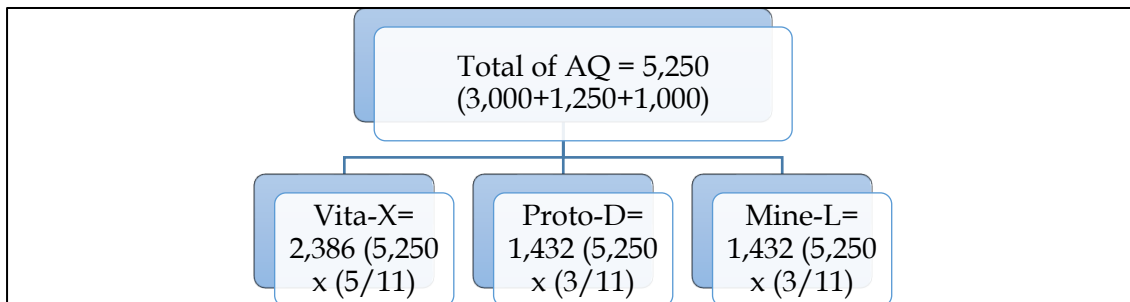 Total of AQ = 5,250
(3,000+1,250+1,000)
Vita-X=
2,386 (5,250
x (5/11)
Proto-D=
1,432 (5,250
x (3/11)
Mine-L=
1,432 (5,250
x (3/11)